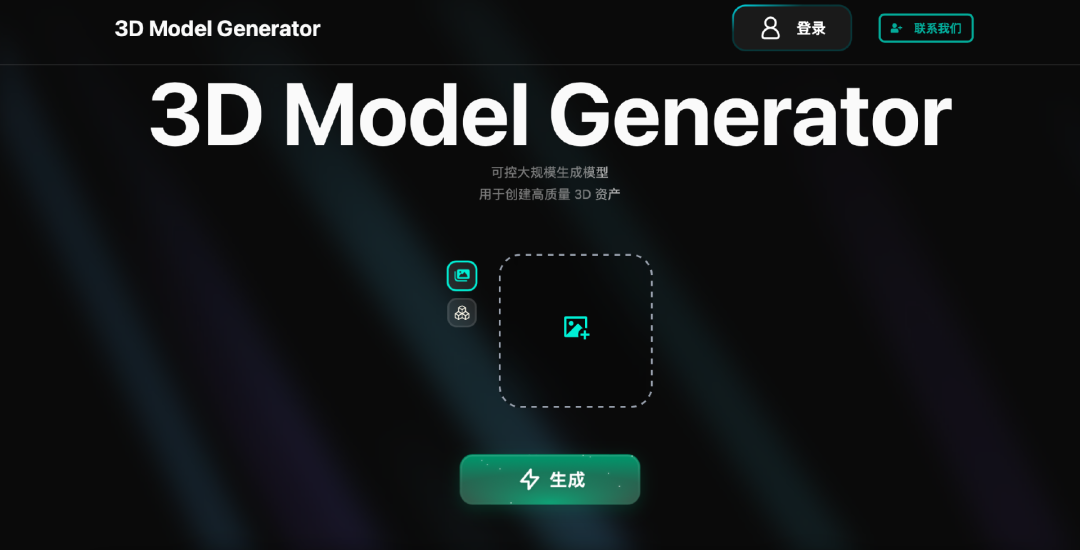 3D Model Generator
登录
联系我们
3D Model Generator
可控大规模生成模型
用于创建高质量 3D 资产
生成